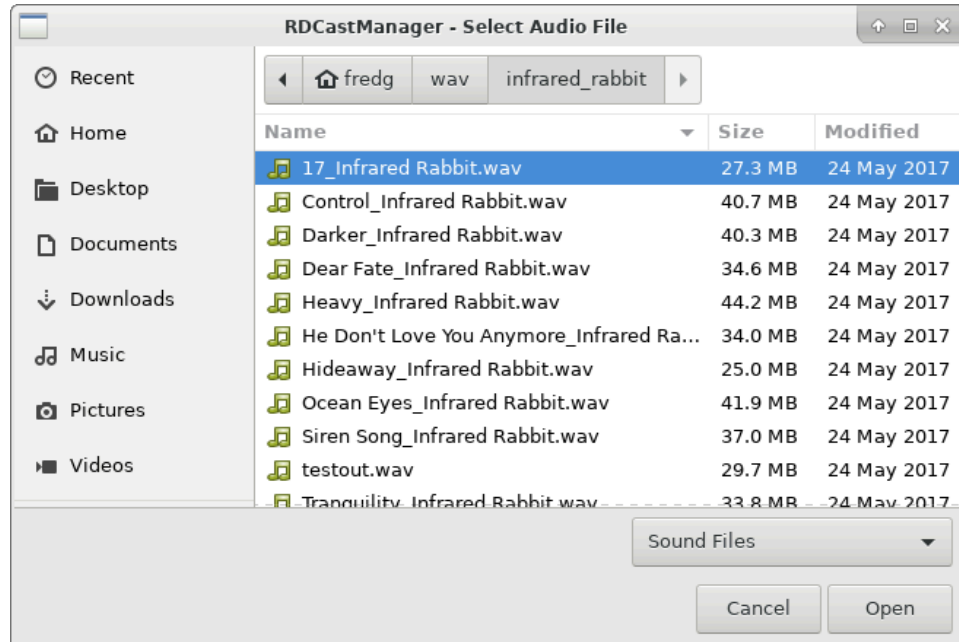 RDCastManager - Select Audio File
Recent
Home
Desktop
Documents
Downloads
Music
Pictures
Videos
fredg wav infrared_rabbit
Name Size Modified
17_Infrared Rabbit.wav 27.3 MB 24 May 2017
Control_Infrared Rabbit.wav 40.7 MB 24 May 2017
Darker_Infrared Rabbit.wav 40.3 MB 24 May 2017
Dear Fate_Infrared Rabbit.wav 34.6 MB 24 May 2017
Heavy_Infrared Rabbit.wav 44.2 MB 24 May 2017
He Don't Love You Anymore_Infrared Ra... 34.0 MB 24 May 2017
Hideaway_Infrared Rabbit.wav 25.0 MB 24 May 2017
Ocean Eyes_Infrared Rabbit.wav 41.9 MB 24 May 2017
Siren Song_Infrared Rabbit.wav 37.0 MB 24 May 2017
testout.wav 29.7 MB 24 May 2017
Tranquility_Infrared Rabbit.wav 33.8 MB 24 May 2017
Sound Files
Cancel Open